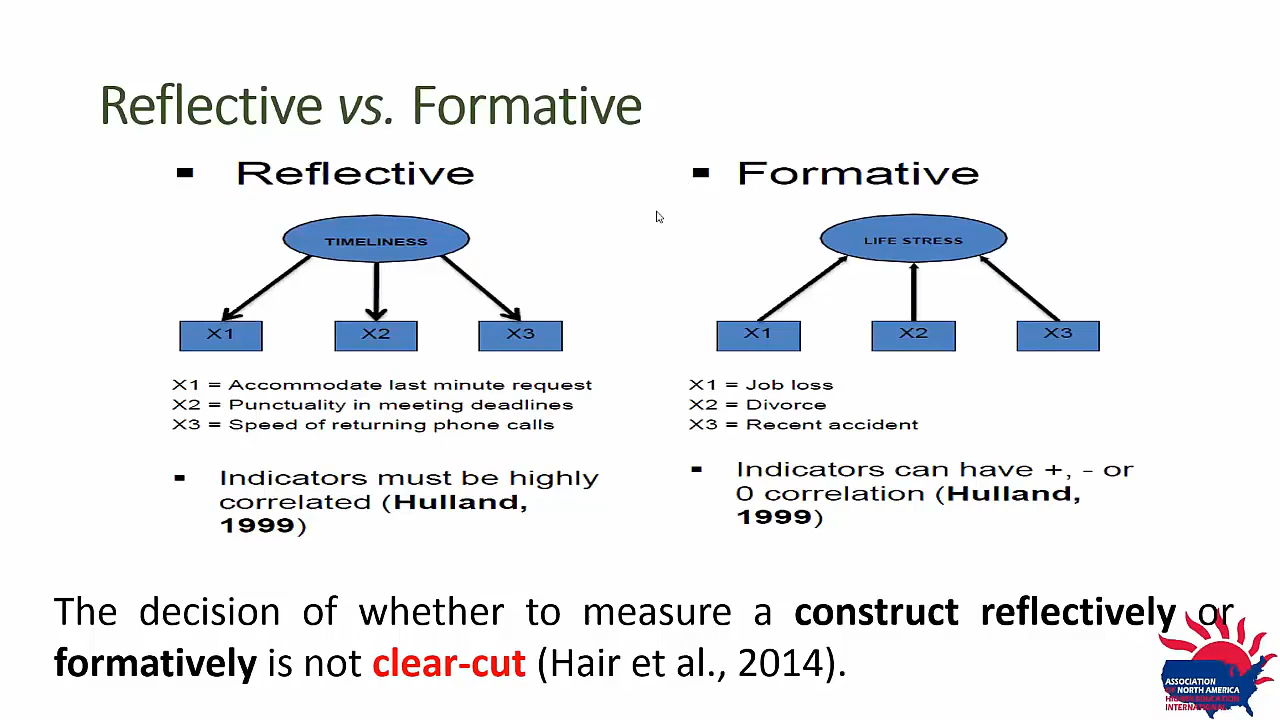 Reflective vs. Formative
▪ Reflective
TIMELINESS
X1 X2 X3
X1 = Accommodate last minute request
X2 = Punctuality in meeting deadlines
X3 = Speed of returning phone calls
▪ Indicators must be highly
correlated (Hulland,
1999)
▪ Formative
LIFE STRESS
X1 X2 X3
X1 = Job loss
X2 = Divorce
X3 = Recent accident
▪ Indicators can have +, - or
0 correlation (Hulland,
1999)
The decision of whether to measure a construct reflectively or
formatively is not clear-cut (Hair et al., 2014).
ASSOCIATION
OF NORTH AMERICA
HIGHER EDUCATION
INTERNATIONAL